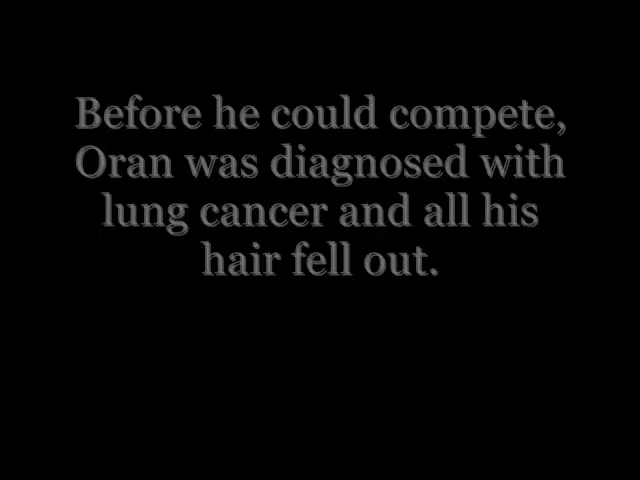 Before he could compete,
Oran was diagnosed with
lung cancer and all his
hair fell out.